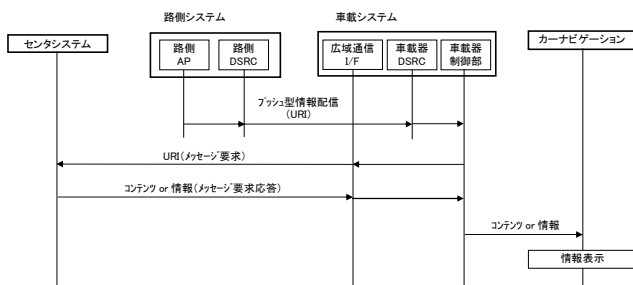 路側システム
車載システム
センタシステム
路側
AP
路側
DSRC
広域通信
I/F
車載器
DSRC
車載器
制御部
カーナビゲーション
プッシュ型情報配信
(URI)
URI(メッセージ要求)
コンテンツ or 情報(メッセージ要求応答)
コンテンツ or 情報
情報表示